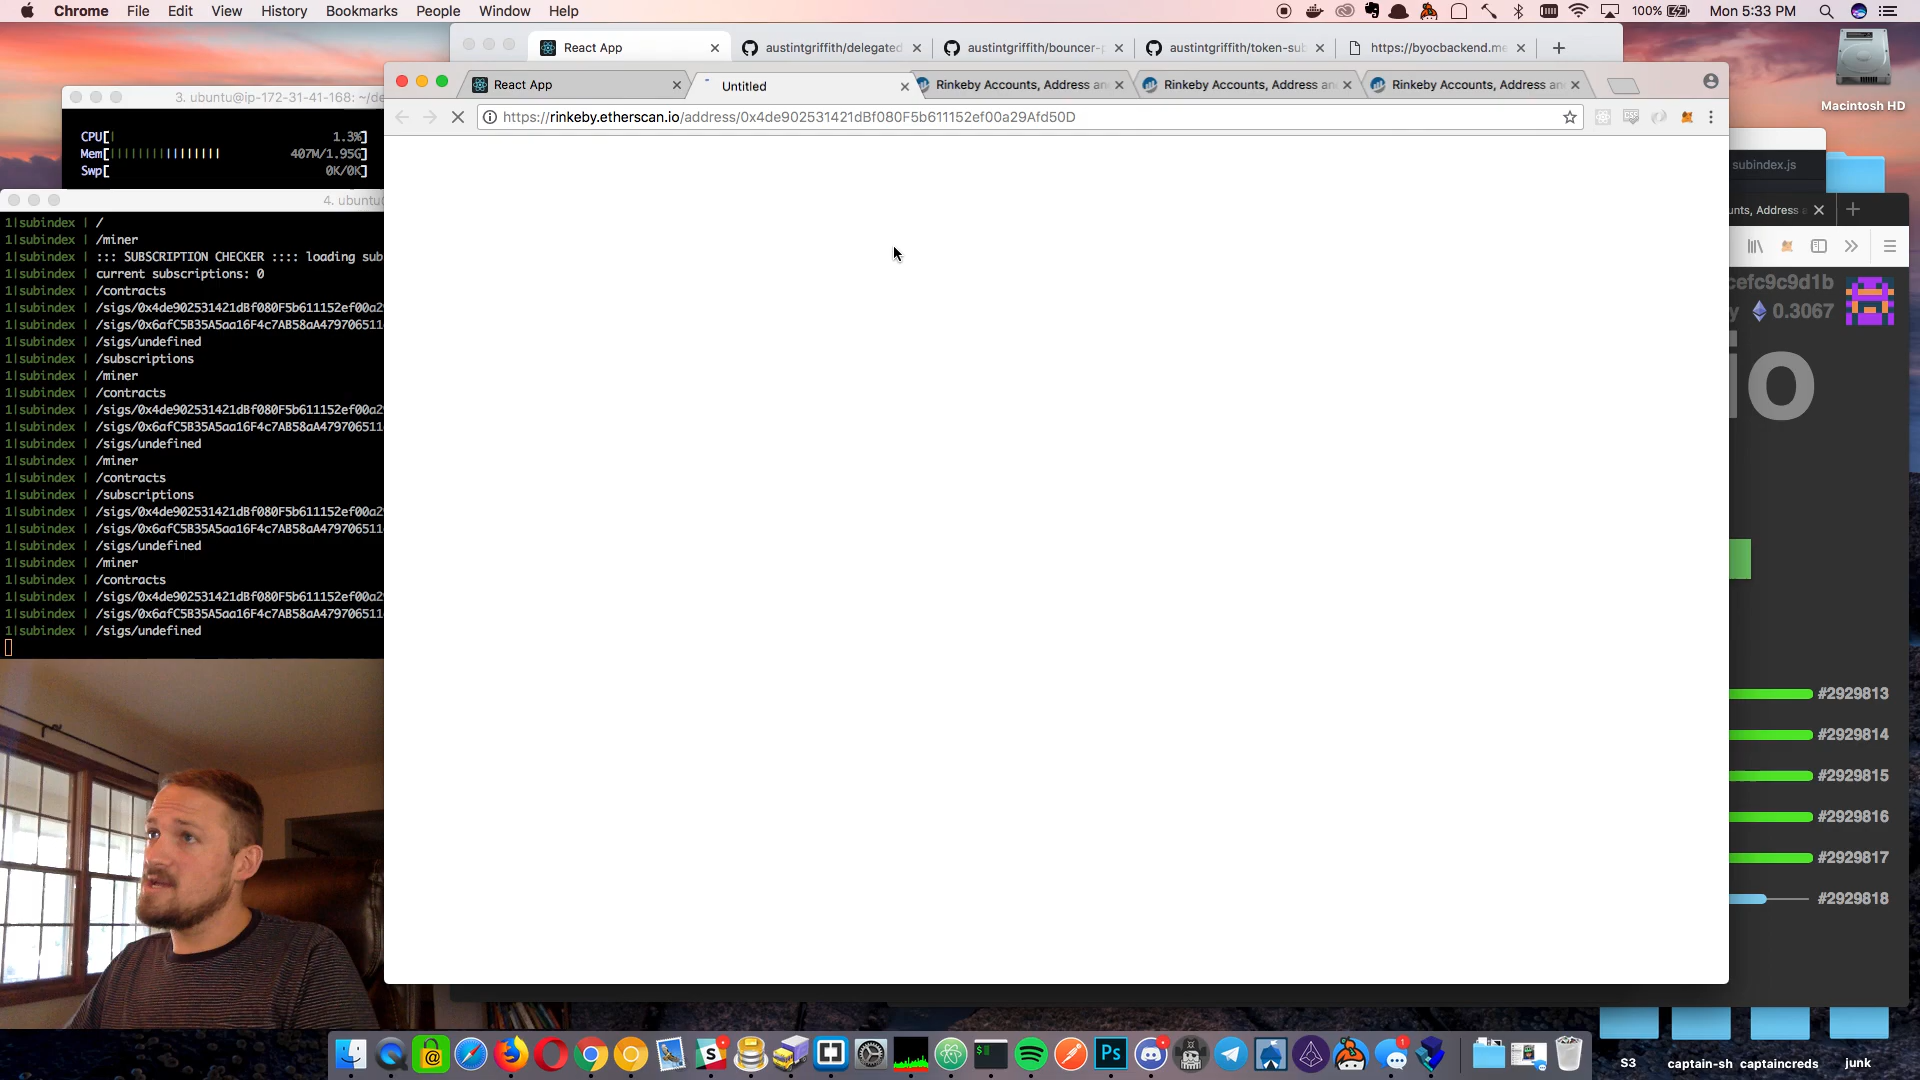 Chrome File Edit View History Bookmarks People Window Help
100% Mon 5:33 PM
React App
austintgriffith/delegated
austintgriffith/bouncer-p
austintgriffith/token-sub
https://byocbackend.me
Macintosh HD
3. ubuntu@ip-172-31-41-168: ~/de
CPU[ 1.3%]
Mem[ 407M/1.95G]
Swp[ 0K/0K]
React App
Untitled
Rinkeby Accounts, Address an
Rinkeby Accounts, Address an
Rinkeby Accounts, Address an
https://rinkeby.etherscan.io/address/0x4de902531421dBf080F5b611152ef00a29Afd50D
subindex.js
unts, Address
4. ubuntu
1|subindex | /
1|subindex | /miner
1|subindex | ::: SUBSCRIPTION CHECKER :::: loading sub
1|subindex | current subscriptions: 0
1|subindex | /contracts
1|subindex | /sigs/0x4de902531421dBf080F5b611152ef00a2
1|subindex | /sigs/0x6afC5B35A5aa16F4c7AB58aA479706511
1|subindex | /sigs/undefined
1|subindex | /subscriptions
1|subindex | /miner
1|subindex | /contracts
1|subindex | /sigs/0x4de902531421dBf080F5b611152ef00a2
1|subindex | /sigs/0x6afC5B35A5aa16F4c7AB58aA479706511
1|subindex | /sigs/undefined
1|subindex | /miner
1|subindex | /contracts
1|subindex | /subscriptions
1|subindex | /sigs/0x4de902531421dBf080F5b611152ef00a2
1|subindex | /sigs/0x6afC5B35A5aa16F4c7AB58aA479706511
1|subindex | /sigs/undefined
1|subindex | /miner
1|subindex | /contracts
1|subindex | /sigs/0x4de902531421dBf080F5b611152ef00a2
1|subindex | /sigs/0x6afC5B35A5aa16F4c7AB58aA479706511
1|subindex | /sigs/undefined
cefc9c9d1b
y 0.3067
io
#2929813
#2929814
#2929815
#2929816
#2929817
#2929818
S3
captain-sh
captaincreds
junk